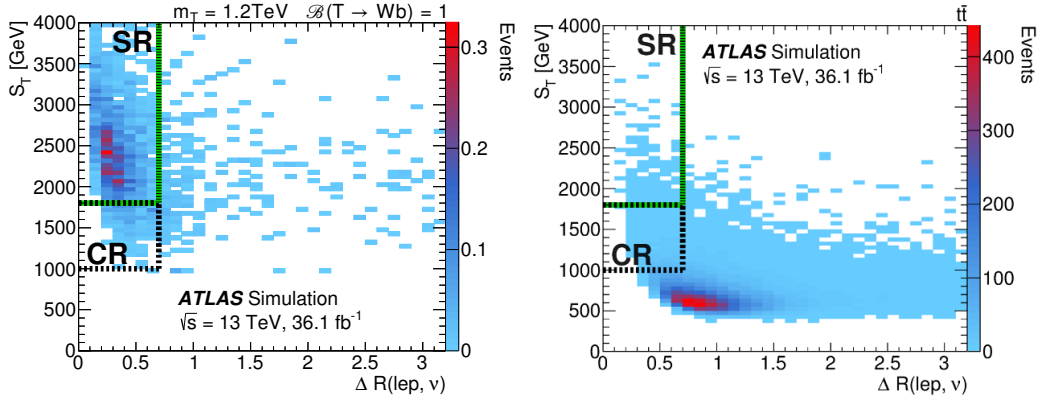 m_T = 1.2TeV ℬ(T → Wb) = 1
S_T [GeV]
4000
3500
3000
2500
2000
1500
1000
500
0
SR
CR
ATLAS Simulation
√s = 13 TeV, 36.1 fb⁻¹
0 0.5 1 1.5 2 2.5 3
Δ R(lep, ν)
Events
0.3
0.2
0.1
0
tt̄
S_T [GeV]
4000
3500
3000
2500
2000
1500
1000
500
0
SR
CR
ATLAS Simulation
√s = 13 TeV, 36.1 fb⁻¹
0 0.5 1 1.5 2 2.5 3
Δ R(lep, ν)
Events
400
300
200
100
0